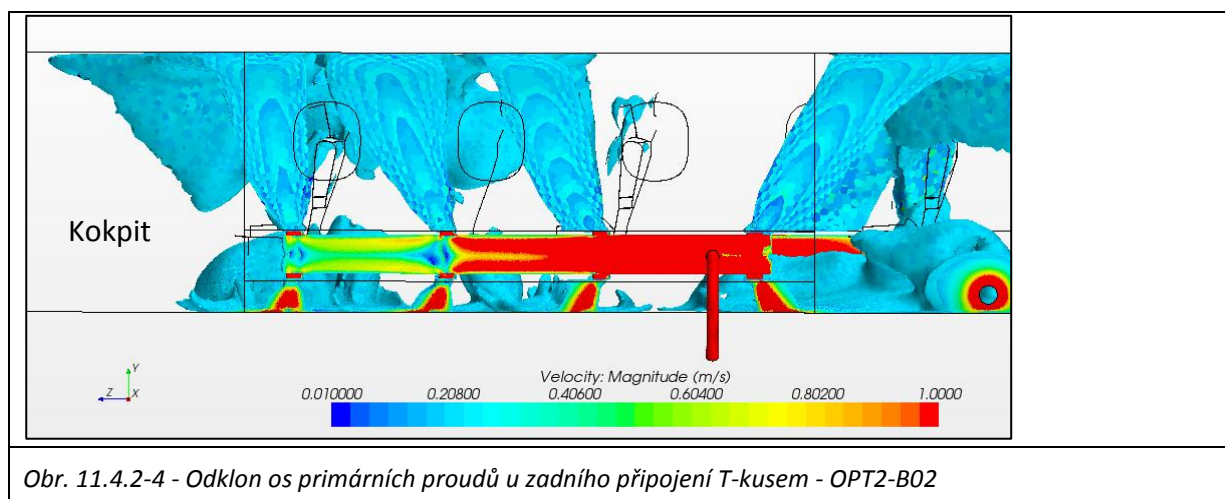 Kokpit
Y
Z X
Velocity: Magnitude (m/s)
0.010000 0.20800 0.40600 0.60400 0.80200 1.0000
Obr. 11.4.2-4 - Odklon os primárních proudů u zadního připojení T-kusem - OPT2-B02